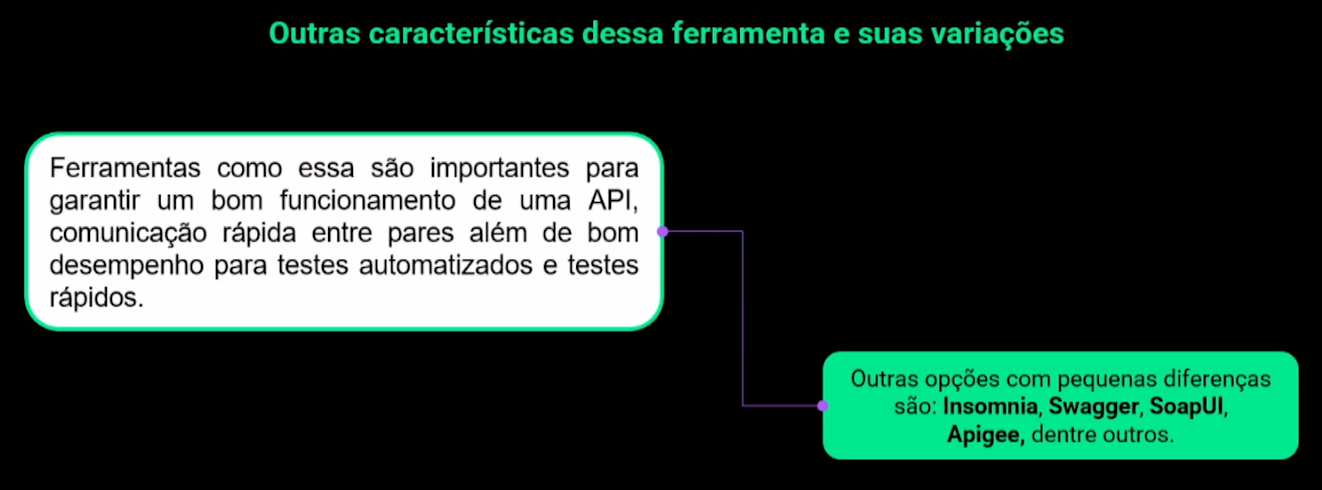 Outras características dessa ferramenta e suas variações
Ferramentas como essa são importantes para
garantir um bom funcionamento de uma API,
comunicação rápida entre pares além de bom
desempenho para testes automatizados e testes
rápidos.
Outras opções com pequenas diferenças
são: Insomnia, Swagger, SoapUI,
Apigee, dentre outros.